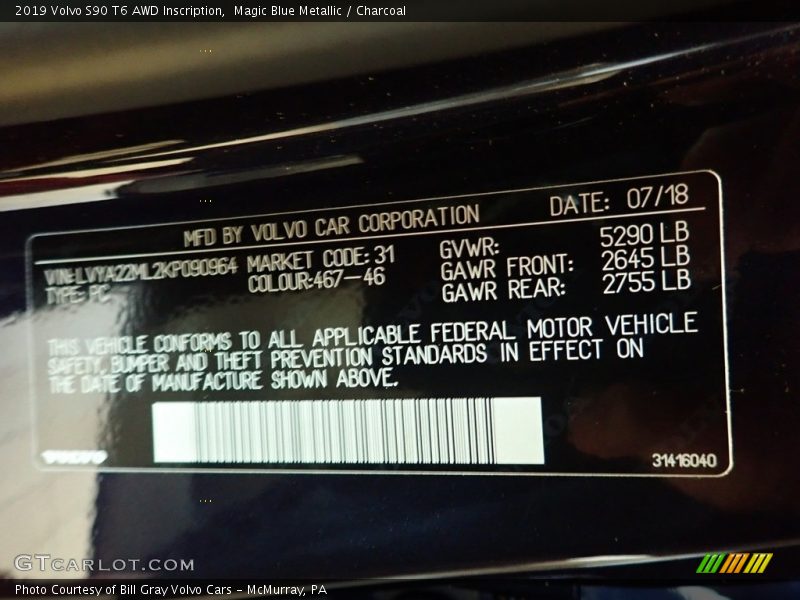 2019 Volvo S90 T6 AWD Inscription,  Magic Blue Metallic / Charcoal
MFD BY VOLVO CAR CORPORATION DATE: 07/18
VIN:LVYA22ML2KP090964 MARKET CODE: 31 GVWR: 5290 LB
TYPE: PC COLOUR:467-46 GAWR FRONT: 2645 LB
GAWR REAR: 2755 LB
THIS VEHICLE CONFORMS TO ALL APPLICABLE FEDERAL MOTOR VEHICLE
SAFETY, BUMPER AND THEFT PREVENTION STANDARDS IN EFFECT ON
THE DATE OF MANUFACTURE SHOWN ABOVE.
VOLVO 31416040
GTCARLOT.COM
Photo Courtesy of Bill Gray Volvo Cars - McMurray, PA